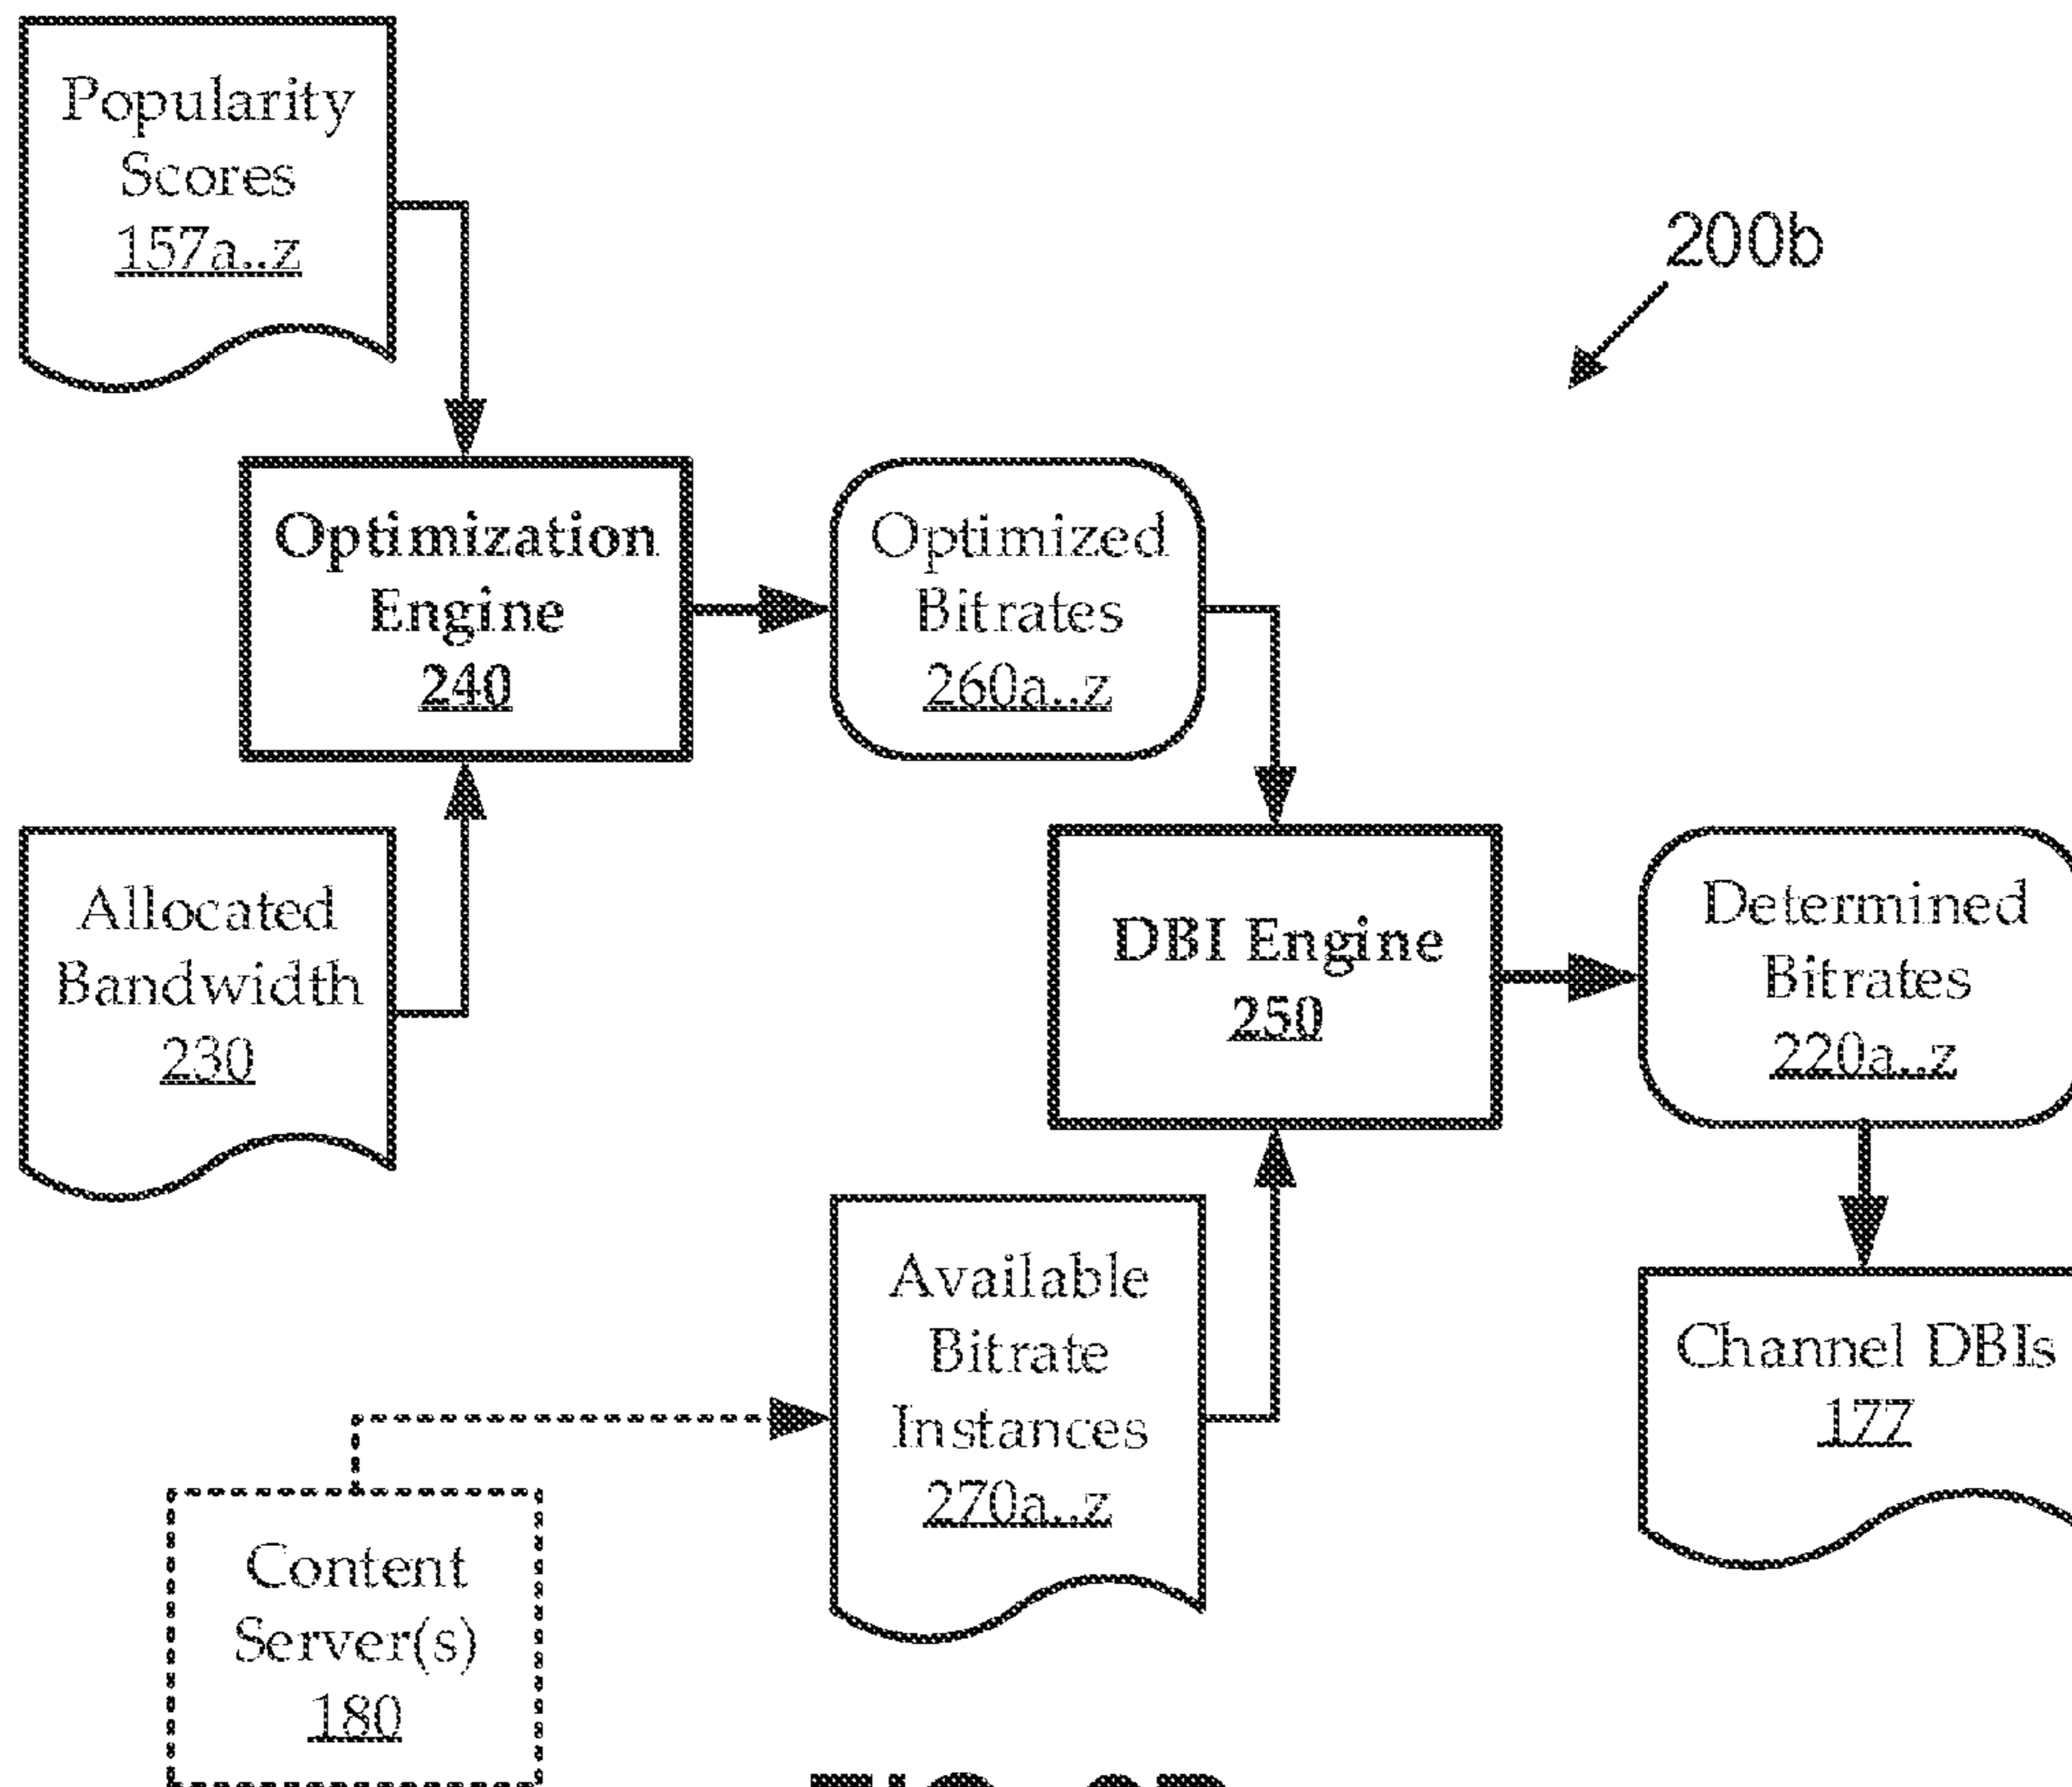 Popularity
Scores
157a..z
200b
Optimization
Engine
240
Optimized
Bitrates
260a..z
Allocated
Bandwidth
230
DBI Engine
250
Determined
Bitrates
220a..z
Available
Bitrate
Instances
270a..z
Channel DBIs
177
Content
Server(s)
180